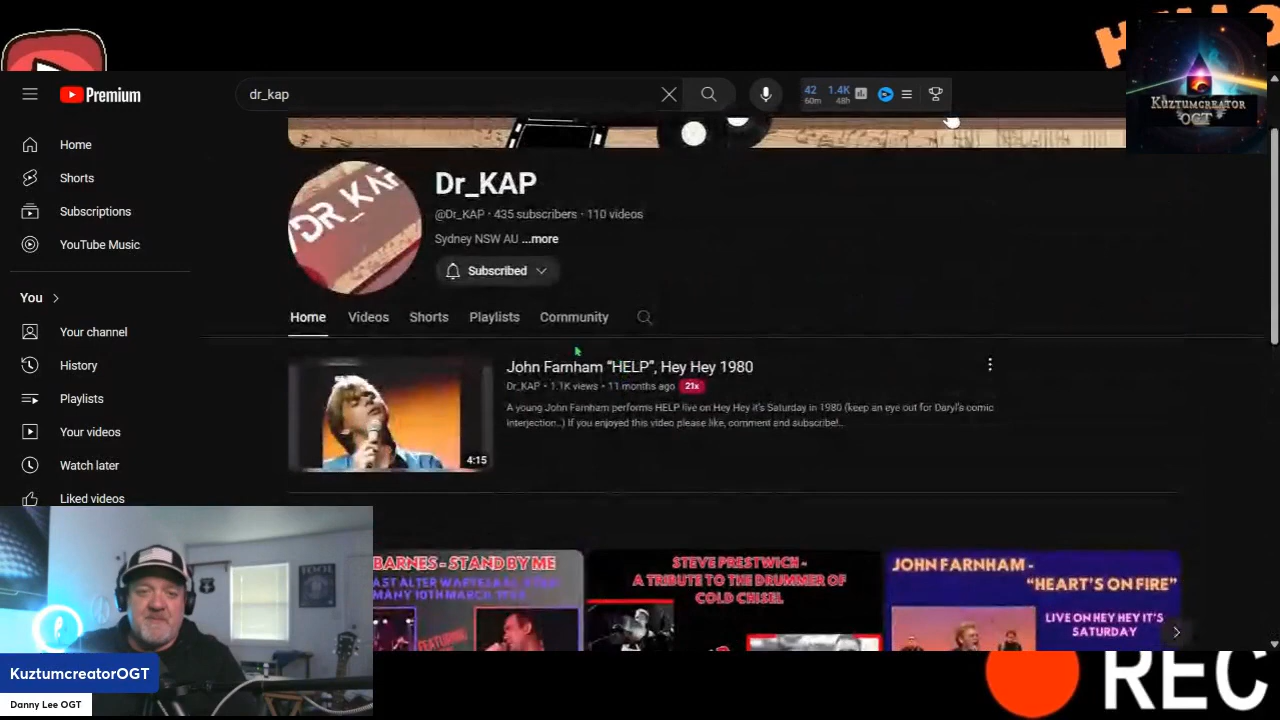 Premium
dr_kap
42
60m
1.4K
48h
KUZTUMCREATOR
OGT
Home
Shorts
Subscriptions
YouTube Music
You
Your channel
History
Playlists
Your videos
Watch later
Liked videos
DR_KAP
Dr_KAP
@Dr_KAP · 435 subscribers · 110 videos
Sydney NSW AU ...more
Subscribed
Home Videos Shorts Playlists Community
John Farnham “HELP”, Hey Hey 1980
Dr_KAP · 1.1K views · 11 months ago 21x
A young John Farnham performs HELP live on Hey Hey it's Saturday in 1980 (keep an eye out for Daryl's comic
interjection..) If you enjoyed this video please like, comment and subscribe!..
4:15
BARNES - STAND BY ME
MANY 10TH MARCH
FEATURING
STEVE PRESTWICH -
A TRIBUTE TO THE DRUMMER OF
COLD CHISEL
JOHN FARNHAM -
“HEART'S ON FIRE”
LIVE ON HEY HEY IT'S
SATURDAY
TOOL
KuztumcreatorOGT
Danny Lee OGT
REC